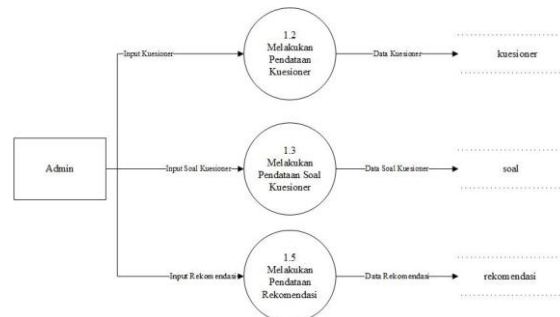 1.2
Melakukan
Pendataan
Kuesioner
Input Kuesioner
Data Kuesioner
kuesioner
Admin
1.3
Melakukan
Pendataan Soal
Kuesioner
Input Soal Kuesioner
Data Soal Kuesioner
soal
1.5
Melakukan
Pendataan
Rekomendasi
Input Rekomendasi
Data Rekomendasi
rekomendasi